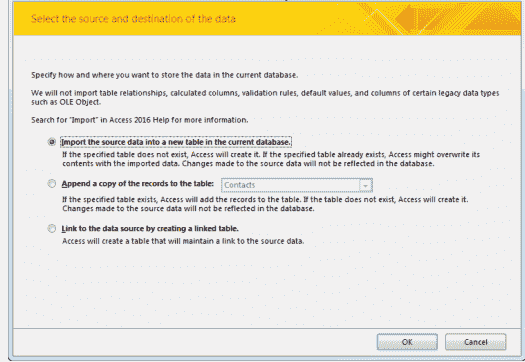 Select the source and destination of the data
Specify how and where you want to store the data in the current database.
We will not import table relationships, calculated columns, validation rules, default values, and columns of certain legacy data types
such as OLE Object.
Search for "Import" in Access 2016 Help for more information.
Import the source data into a new table in the current database.
If the specified table does not exist, Access will create it. If the specified table already exists, Access might overwrite its
contents with the imported data. Changes made to the source data will not be reflected in the database.
Append a copy of the records to the table: Contacts
If the specified table exists, Access will add the records to the table. If the table does not exist, Access will create it.
Changes made to the source data will not be reflected in the database.
Link to the data source by creating a linked table.
Access will create a table that will maintain a link to the source data.
OK Cancel